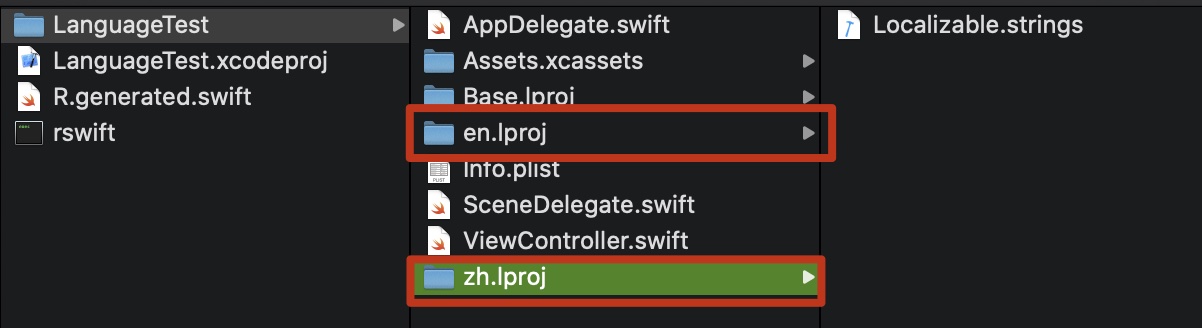 LanguageTest
LanguageTest.xcodeproj
R.generated.swift
rswift
AppDelegate.swift
Assets.xcassets
Base.lproj
en.lproj
Info.plist
SceneDelegate.swift
ViewController.swift
zh.lproj
Localizable.strings